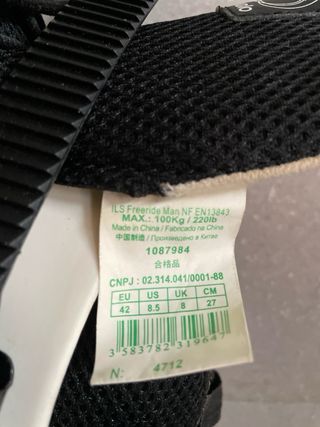 ILS Freeride Man NF EN13843
MAX.: 100Kg / 220lb
Made in China / Fabricado na China
中国制造 / Произведено в Китае
1087984
合格品
CNPJ : 02.314.041/0001-88
EU US UK CM
42 8.5 8 27
3 583782 319647
N: 4712